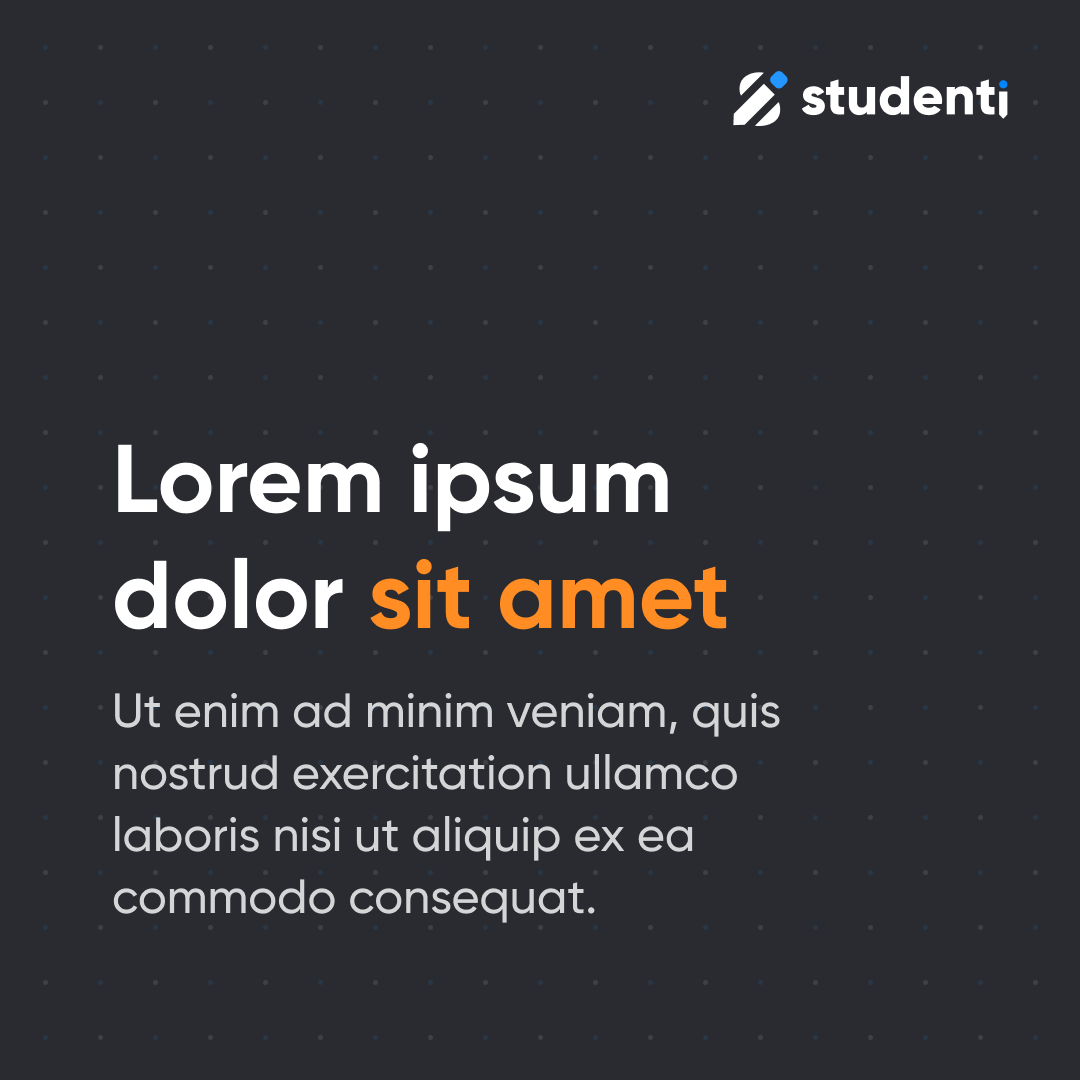 studenti
Lorem ipsum
dolor sit amet
Ut enim ad minim veniam, quis
nostrud exercitation ullamco
laboris nisi ut aliquip ex ea
commodo consequat.